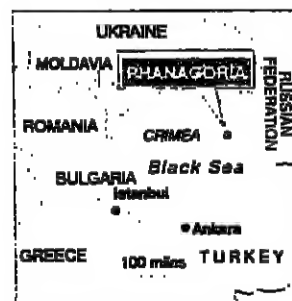 UKRAINE
MOLDAVIA
PHANAGORIA
RUSSIAN
FEDERATION
ROMANIA
CRIMEA
Black Sea
BULGARIA
Istanbul
Ankara
GREECE
100 miles
TURKEY